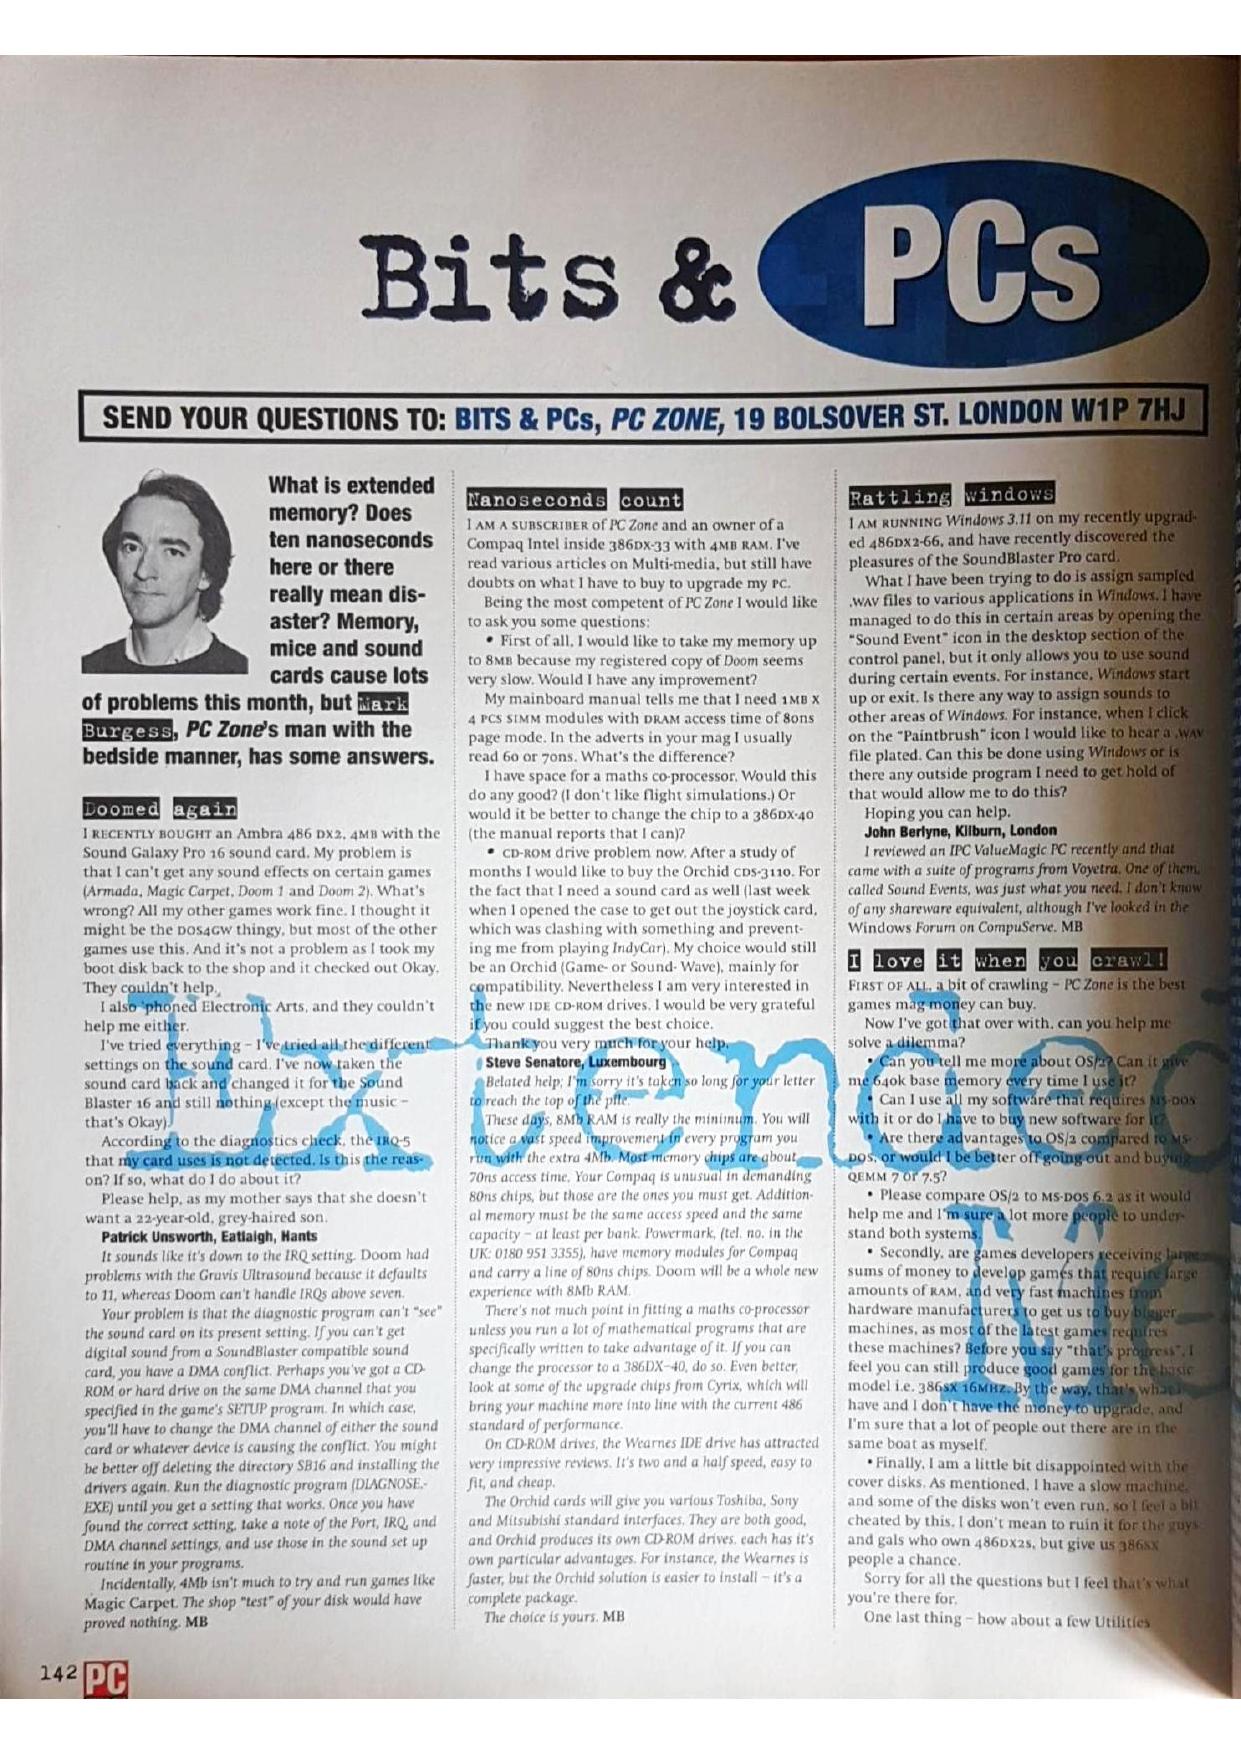 Bits & PCs
SEND YOUR QUESTIONS TO: BITS & PCs, PC ZONE, 19 BOLSOVER ST. LONDON W1P 7HJ
What is extended
memory? Does
ten nanoseconds
here or there
really mean dis-
aster? Memory,
mice and sound
cards cause lots
of problems this month, but Mark
Burgess, PC Zone's man with the
bedside manner, has some answers.
Doomed again
I RECENTLY BOUGHT an Ambra 486 DX2, 4MB with the
Sound Galaxy Pro 16 sound card. My problem is
that I can't get any sound effects on certain games
(Armada, Magic Carpet, Doom 1 and Doom 2). What's
wrong? All my other games work fine. I thought it
might be the DOS4GW thingy, but most of the other
games use this. And it's not a problem as I took my
boot disk back to the shop and it checked out Okay.
They couldn't help.
I also 'phoned Electronic Arts, and they couldn't
help me either.
I've tried everything – I've tried all the different
settings on the sound card. I've now taken the
sound card back and changed it for the Sound
Blaster 16 and still nothing (except the music –
that's Okay).
According to the diagnostics check, the IRQ-5
that my card uses is not detected. Is this the reas-
on? If so, what do I do about it?
Please help, as my mother says that she doesn't
want a 22-year-old, grey-haired son.
Patrick Unsworth, Eatlaigh, Hants
It sounds like it's down to the IRQ setting. Doom had
problems with the Gravis Ultrasound because it defaults
to 11, whereas Doom can't handle IRQs above seven.
Your problem is that the diagnostic program can't "see"
the sound card on its present setting. If you can't get
digital sound from a SoundBlaster compatible sound
card, you have a DMA conflict. Perhaps you've got a CD-
ROM or hard drive on the same DMA channel that you
specified in the game's SETUP program. In which case,
you'll have to change the DMA channel of either the sound
card or whatever device is causing the conflict. You might
be better off deleting the directory SB16 and installing the
drivers again. Run the diagnostic program (DIAGNOSE.-
EXE) until you get a setting that works. Once you have
found the correct setting, take a note of the Port, IRQ, and
DMA channel settings, and use those in the sound set up
routine in your programs.
Incidentally, 4Mb isn't much to try and run games like
Magic Carpet. The shop "test" of your disk would have
proved nothing. MB
Nanoseconds count
I AM A SUBSCRIBER of PC Zone and an owner of a
Compaq Intel inside 386DX-33 with 4MB RAM. I've
read various articles on Multi-media, but still have
doubts on what I have to buy to upgrade my PC.
Being the most competent of PC Zone I would like
to ask you some questions:
• First of all, I would like to take my memory up
to 8MB because my registered copy of Doom seems
very slow. Would I have any improvement?
My mainboard manual tells me that I need 1MB X
4 PCS SIMM modules with DRAM access time of 80ns
page mode. In the adverts in your mag I usually
read 60 or 70ns. What's the difference?
I have space for a maths co-processor. Would this
do any good? (I don't like flight simulations.) Or
would it be better to change the chip to a 386DX-40
(the manual reports that I can)?
• CD-ROM drive problem now. After a study of
months I would like to buy the Orchid CDS-3110. For
the fact that I need a sound card as well (last week
when I opened the case to get out the joystick card,
which was clashing with something and prevent-
ing me from playing IndyCar). My choice would still
be an Orchid (Game- or Sound- Wave), mainly for
compatibility. Nevertheless I am very interested in
the new IDE CD-ROM drives. I would be very grateful
if you could suggest the best choice.
Thank you very much for your help.
Steve Senatore, Luxembourg
Belated help; I'm sorry it's taken so long for your letter
to reach the top of the pile.
These days, 8Mb RAM is really the minimum. You will
notice a vast speed improvement in every program you
run with the extra 4Mb. Most memory chips are about
70ns access time. Your Compaq is unusual in demanding
80ns chips, but those are the ones you must get. Addition-
al memory must be the same access speed and the same
capacity – at least per bank. Powermark, (tel. no. in the
UK: 0180 951 3355), have memory modules for Compaq
and carry a line of 80ns chips. Doom will be a whole new
experience with 8Mb RAM.
There's not much point in fitting a maths co-processor
unless you run a lot of mathematical programs that are
specifically written to take advantage of it. If you can
change the processor to a 386DX-40, do so. Even better,
look at some of the upgrade chips from Cyrix, which will
bring your machine more into line with the current 486
standard of performance.
On CD-ROM drives, the Wearnes IDE drive has attracted
very impressive reviews. It's two and a half speed, easy to
fit, and cheap.
The Orchid cards will give you various Toshiba, Sony
and Mitsubishi standard interfaces. They are both good,
and Orchid produces its own CD-ROM drives. each has it's
own particular advantages. For instance, the Wearnes is
faster, but the Orchid solution is easier to install – it's a
complete package.
The choice is yours. MB
Rattling windows
I AM RUNNING Windows 3.11 on my recently upgrad-
ed 486DX2-66, and have recently discovered the
pleasures of the SoundBlaster Pro card.
What I have been trying to do is assign sampled
.WAV files to various applications in Windows. I have
managed to do this in certain areas by opening the
"Sound Event" icon in the desktop section of the
control panel, but it only allows you to use sound
during certain events. For instance, Windows start
up or exit. Is there any way to assign sounds to
other areas of Windows. For instance, when I click
on the "Paintbrush" icon I would like to hear a .WAV
file plated. Can this be done using Windows or is
there any outside program I need to get hold of
that would allow me to do this?
Hoping you can help.
John Berlyne, Kilburn, London
I reviewed an IPC ValueMagic PC recently and that
came with a suite of programs from Voyetra. One of them,
called Sound Events, was just what you need. I don't know
of any shareware equivalent, although I've looked in the
Windows Forum on CompuServe. MB
I love it when you crawl!
FIRST OF ALL, a bit of crawling – PC Zone is the best
games mag money can buy.
Now I've got that over with, can you help me
solve a dilemma?
• Can you tell me more about OS/2? Can it give
me 640k base memory every time I use it?
• Can I use all my software that requires MS-DOS
with it or do I have to buy new software for it?
• Are there advantages to OS/2 compared to MS-
DOS, or would I be better off going out and buying
QEMM 7 or 7.5?
• Please compare OS/2 to MS-DOS 6.2 as it would
help me and I'm sure a lot more people to under-
stand both systems.
• Secondly, are games developers receiving large
sums of money to develop games that require large
amounts of RAM, and very fast machines from
hardware manufacturers to get us to buy bigger
machines, as most of the latest games requires
these machines? Before you say "that's progress", I
feel you can still produce good games for the basic
model i.e. 386SX 16MHZ. By the way, that's what I
have and I don't have the money to upgrade, and
I'm sure that a lot of people out there are in the
same boat as myself.
• Finally, I am a little bit disappointed with the
cover disks. As mentioned, I have a slow machine,
and some of the disks won't even run, so I feel a bit
cheated by this. I don't mean to ruin it for the guys
and gals who own 486DX2s, but give us 386SX
people a chance.
Sorry for all the questions but I feel that's what
you're there for.
One last thing – how about a few Utilities
Extended
Me
142 PC